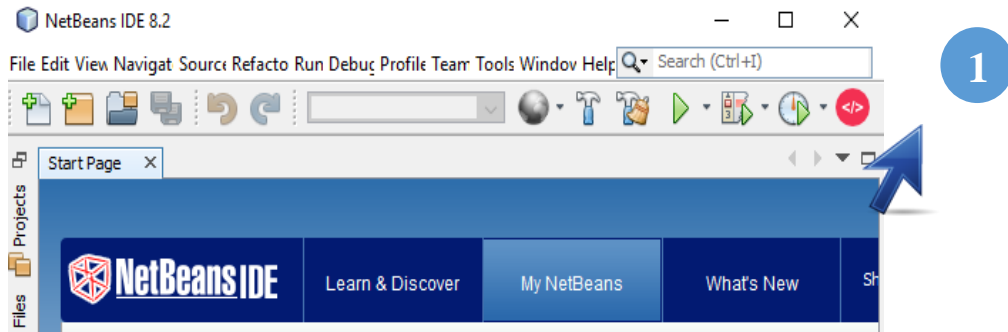 NetBeans IDE 8.2
File Edit View Navigat Source Refacto Run Debug Profile Team Tools Window Help Search (Ctrl+I)
1
Start Page
Projects
Files
NetBeans IDE
Learn & Discover
My NetBeans
What's New
Sh